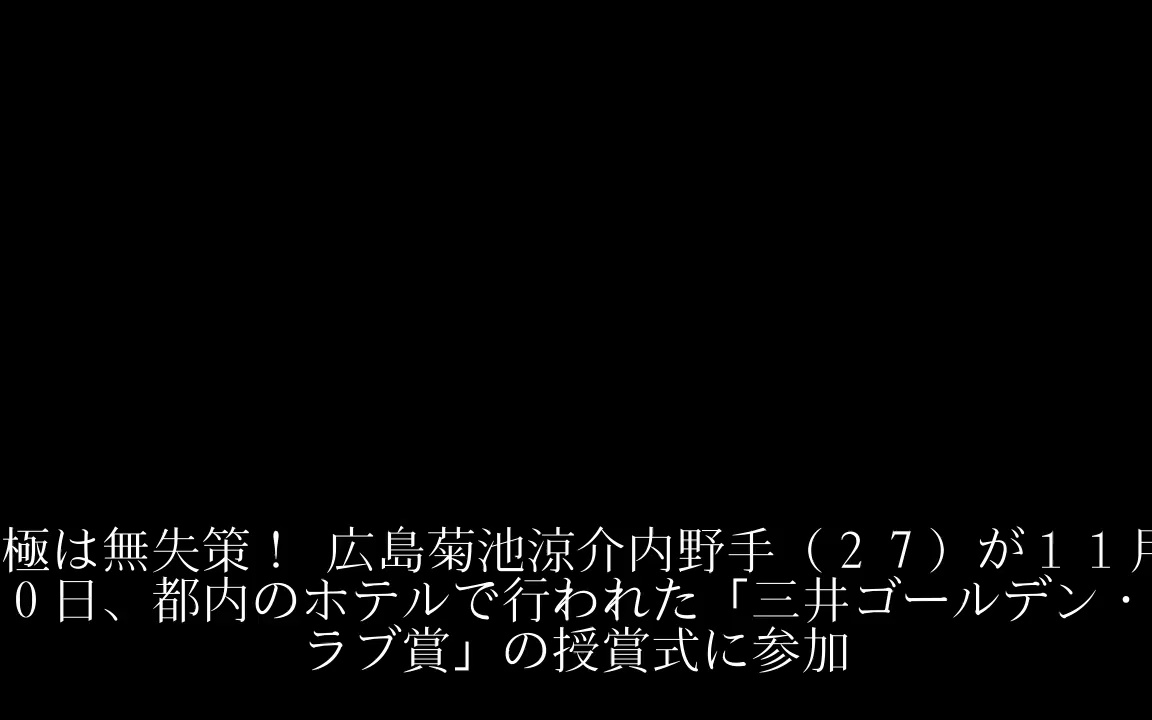 極は無失策！ 広島菊池涼介内野手（２７）が１１月
０日、都内のホテルで行われた「三井ゴールデン・
ラブ賞」の授賞式に参加